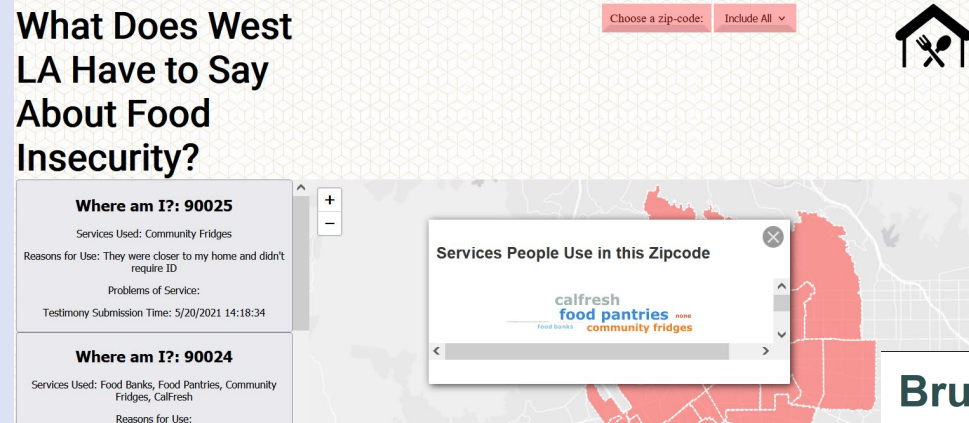 What Does West
LA Have to Say
About Food
Insecurity?
Choose a zip-code: Include All
Where am I?: 90025
Services Used: Community Fridges
Reasons for Use: They were closer to my home and didn't
require ID
Problems of Service:
Testimony Submission Time: 5/20/2021 14:18:34
Where am I?: 90024
Services Used: Food Banks, Food Pantries, Community
Fridges, CalFresh
Reasons for Use:
+
−
Services People Use in this Zipcode
calfresh
food pantries none
food banks community fridges
Bru